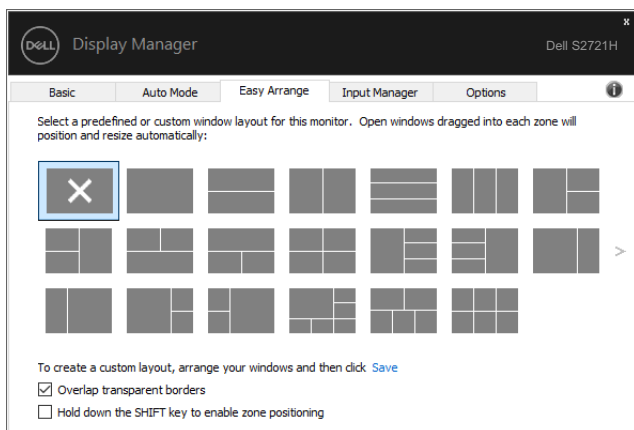 x
DELL Display Manager Dell S2721H
Basic Auto Mode Easy Arrange Input Manager Options i
Select a predefined or custom window layout for this monitor. Open windows dragged into each zone will
position and resize automatically:
>
To create a custom layout, arrange your windows and then click Save
Overlap transparent borders
Hold down the SHIFT key to enable zone positioning